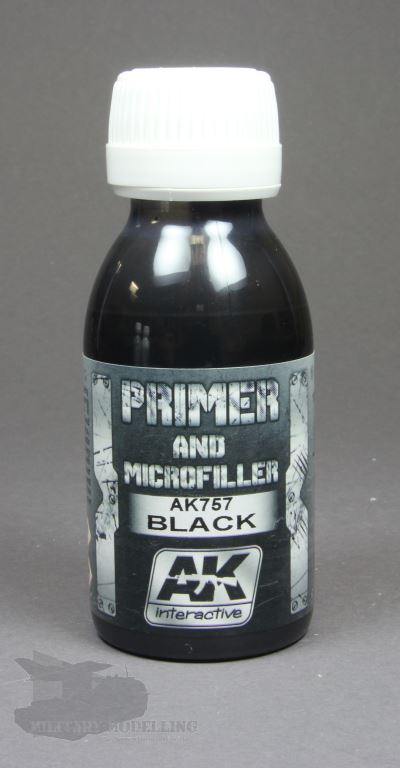 PRIMER
AND
MICROFILLER
AK757
BLACK
AK
interactive
MILITARY-MODELLING